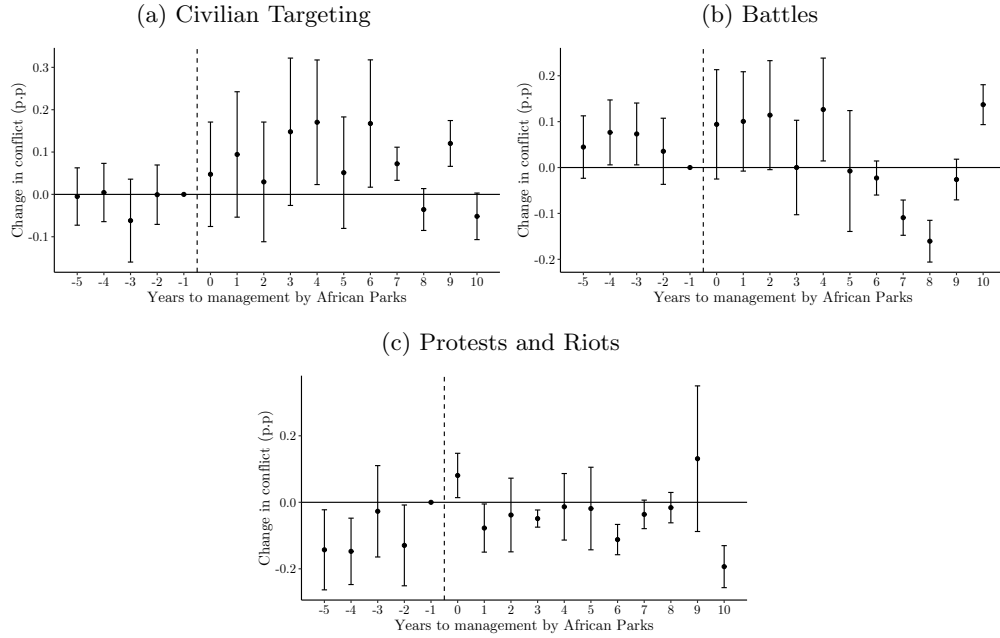 (a) Civilian Targeting
Change in conflict (p.p)
0.3
0.2
0.1
0.0
-0.1
-5 -4 -3 -2 -1 0 1 2 3 4 5 6 7 8 9 10
Years to management by African Parks
(b) Battles
Change in conflict (p.p)
0.2
0.1
0.0
-0.1
-0.2
-5 -4 -3 -2 -1 0 1 2 3 4 5 6 7 8 9 10
Years to management by African Parks
(c) Protests and Riots
Change in conflict (p.p)
0.2
0.0
-0.2
-5 -4 -3 -2 -1 0 1 2 3 4 5 6 7 8 9 10
Years to management by African Parks